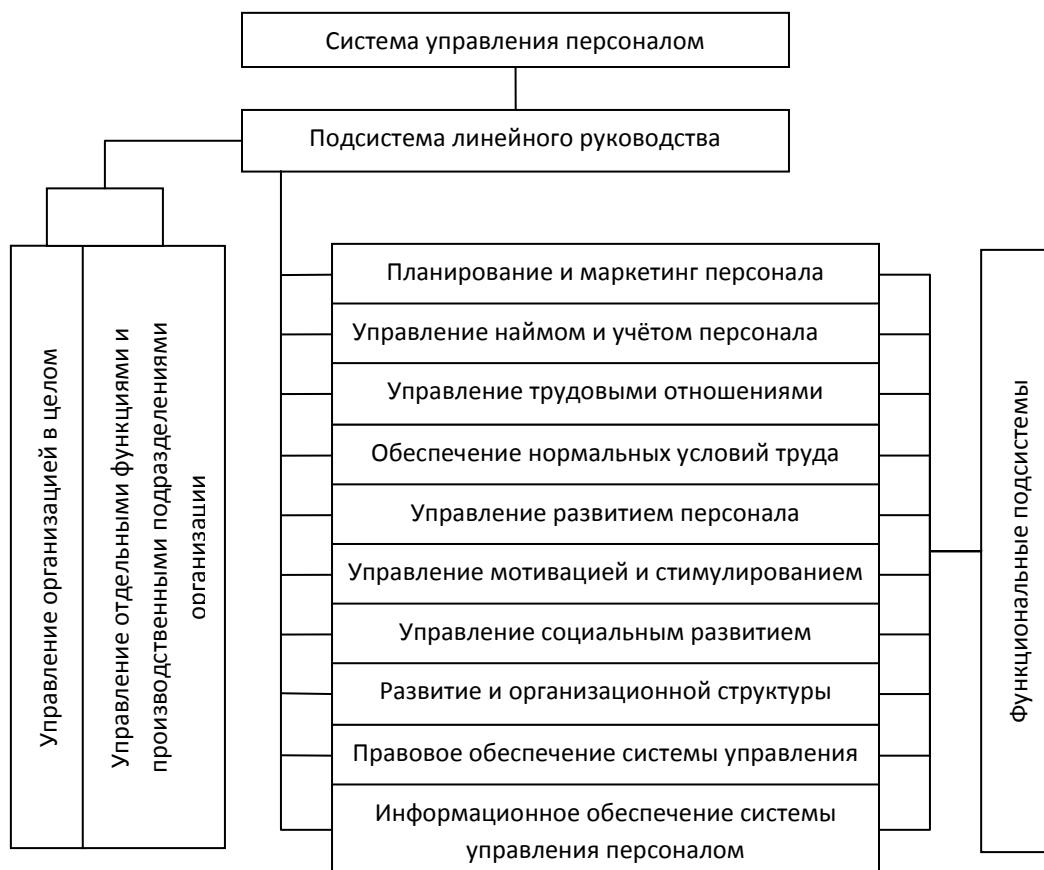 Система управления персоналом
Подсистема линейного руководства
Управление организацией в целом
Управление отдельными функциями и
производственными подразделениями
организации
Планирование и маркетинг персонала
Управление наймом и учётом персонала
Управление трудовыми отношениями
Обеспечение нормальных условий труда
Управление развитием персонала
Управление мотивацией и стимулированием
Управление социальным развитием
Развитие и организационной структуры
Правовое обеспечение системы управления
Информационное обеспечение системы
управления персоналом
Функциональные подсистемы